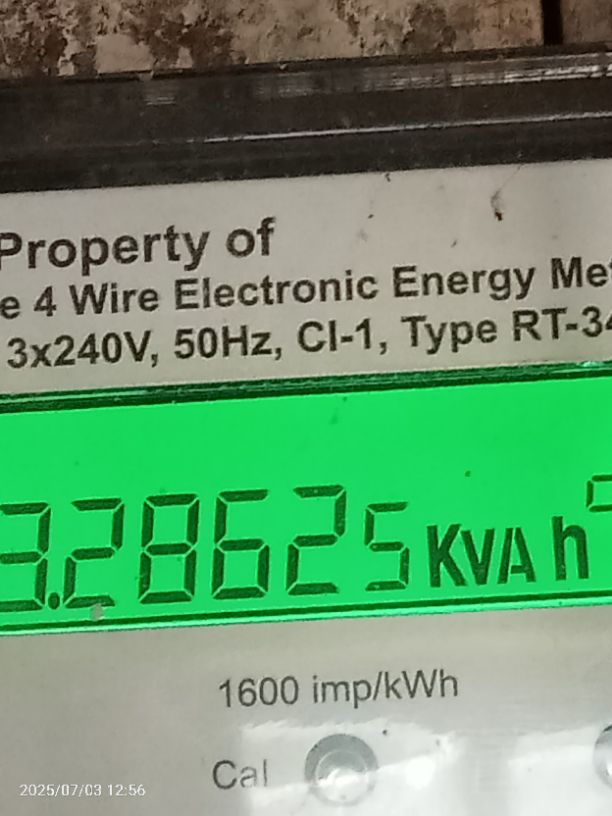 Property of
e 4 Wire Electronic Energy Me
3x240V, 50Hz, Cl-1, Type RT-34
3.28625 KVAh
1600 imp/kWh
Cal
2025/07/03 12:56